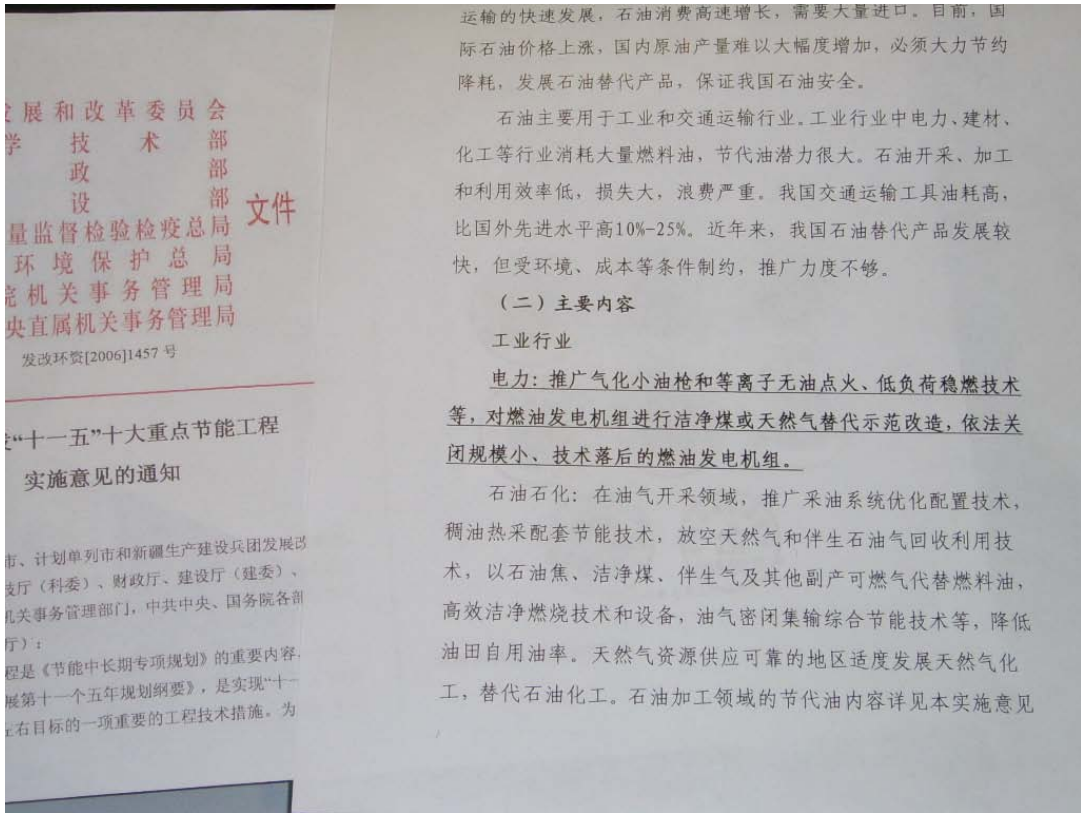 发展和改革委员会
学技术部
政部
设部
文件
量监督检验检疫总局
环境保护总局
院机关事务管理局
央直属机关事务管理局
发改环资[2006]1457号
“十一五”十大重点节能工程
实施意见的通知
市、计划单列市和新疆生产建设兵团发展改
技厅（科委）、财政厅、建设厅（建委）、
机关事务管理部门，中共中央、国务院各部
厅）：
程是《节能中长期专项规划》的重要内容，
展第十一个五年规划纲要》，是实现“十一
左右目标的一项重要的工程技术措施。为
运输的快速发展，石油消费高速增长，需要大量进口。目前，国
际石油价格上涨，国内原油产量难以大幅度增加，必须大力节约
降耗，发展石油替代产品，保证我国石油安全。
石油主要用于工业和交通运输行业。工业行业中电力、建材、
化工等行业消耗大量燃料油，节代油潜力很大。石油开采、加工
和利用效率低，损失大，浪费严重。我国交通运输工具油耗高，
比国外先进水平高10%-25%。近年来，我国石油替代产品发展较
快，但受环境、成本等条件制约，推广力度不够。
（二）主要内容
工业行业
电力：推广气化小油枪和等离子无油点火、低负荷稳燃技术
等，对燃油发电机组进行洁净煤或天然气替代示范改造，依法关
闭规模小、技术落后的燃油发电机组。
石油石化：在油气开采领域，推广采油系统优化配置技术，
稠油热采配套节能技术，放空天然气和伴生石油气回收利用技
术，以石油焦、洁净煤、伴生气及其他副产可燃气代替燃料油，
高效洁净燃烧技术和设备，油气密闭集输综合节能技术等，降低
油田自用油率。天然气资源供应可靠的地区适度发展天然气化
工，替代石油化工。石油加工领域的节代油内容详见本实施意见